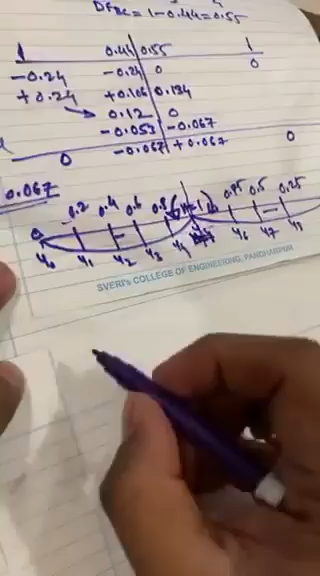 DFBC = 1 - 0.44 = 0.55
1 0.44 0.55 1
-0.24 -0.24 0 0
+0.24 +0.106 0.134
0.12 0
-0.053 -0.067
0 -0.067 +0.067 0
0.067
0 0.2 0.4 0.6 0.8 0.75 0.5 0.25
y0 y1 y2 y3 y4 y6 y7 y8
SVERI's COLLEGE OF ENGINEERING, PANDHARPUR